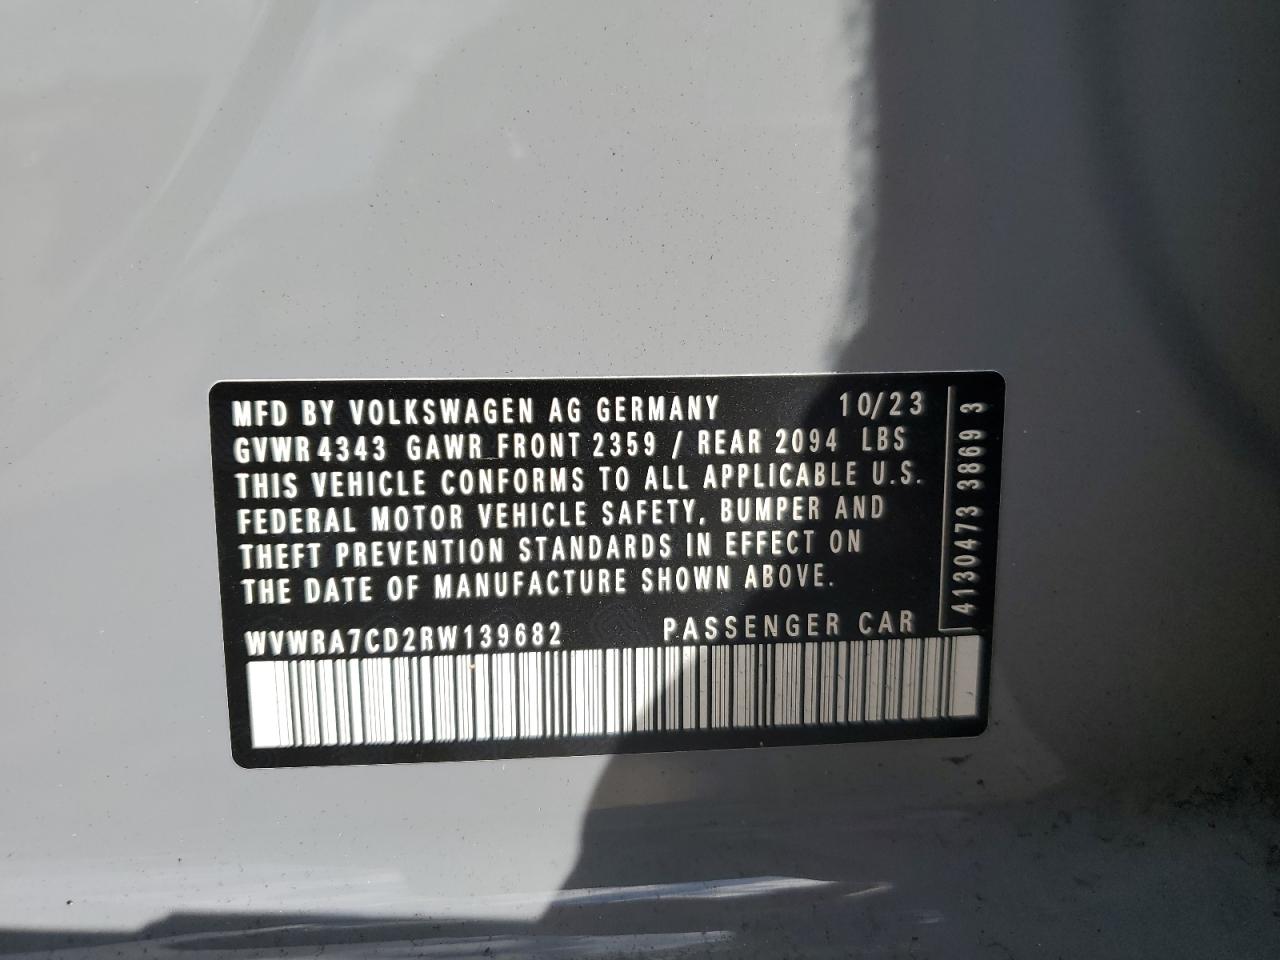 MFD BY VOLKSWAGEN AG GERMANY 10/23
GVWR 4343 GAWR FRONT 2359 / REAR 2094 LBS
THIS VEHICLE CONFORMS TO ALL APPLICABLE U.S.
FEDERAL MOTOR VEHICLE SAFETY, BUMPER AND
THEFT PREVENTION STANDARDS IN EFFECT ON
THE DATE OF MANUFACTURE SHOWN ABOVE.
WVWRA7CD2RW139682 PASSENGER CAR
4130473 3869 3